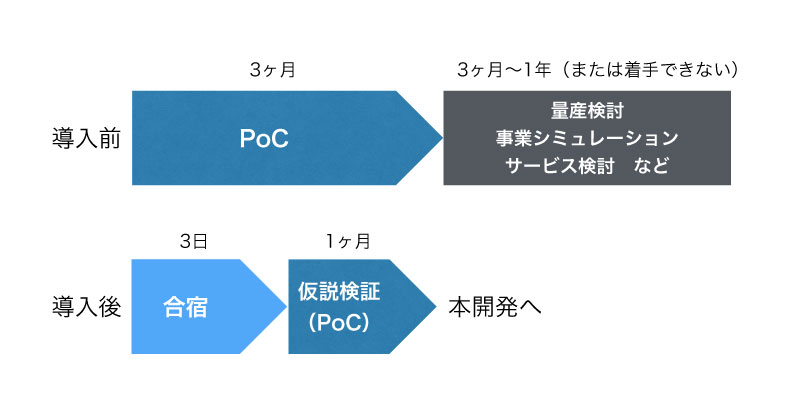 3ヶ月
3ヶ月〜1年（または着手できない）
導入前
PoC
量産検討
事業シミュレーション
サービス検討　など
3日
1ヶ月
導入後
合宿
仮説検証
（PoC）
本開発へ